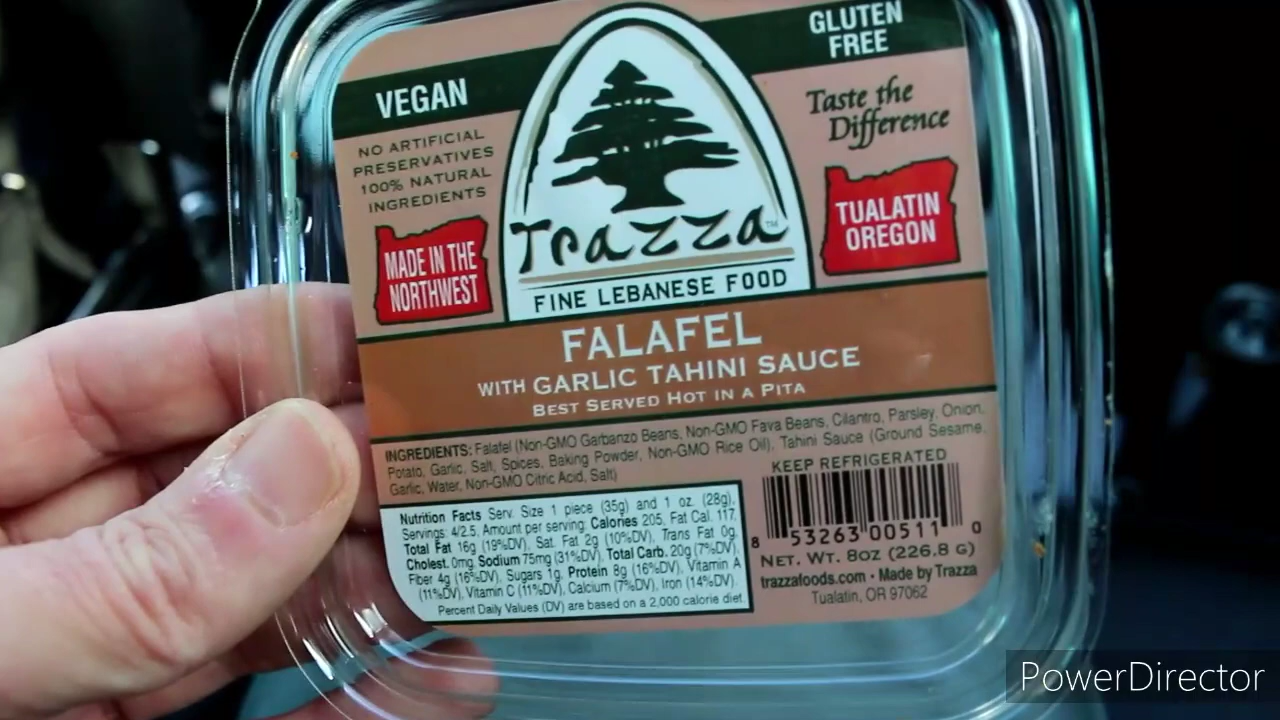 GLUTEN
FREE
VEGAN
Taste the
Difference
NO ARTIFICIAL
PRESERVATIVES
100% NATURAL
INGREDIENTS
TUALATIN
OREGON
MADE IN THE
NORTHWEST
Trazza™
FINE LEBANESE FOOD
FALAFEL
WITH GARLIC TAHINI SAUCE
BEST SERVED HOT IN A PITA
INGREDIENTS: Falafel (Non-GMO Garbanzo Beans, Non-GMO Fava Beans, Cilantro, Parsley, Onion,
Potato, Garlic, Salt, Spices, Baking Powder, Non-GMO Rice Oil), Tahini Sauce (Ground Sesame,
Garlic, Water, Non-GMO Citric Acid, Salt)
KEEP REFRIGERATED
Nutrition Facts Serv. Size 1 piece (35g) and 1 oz. (28g),
Servings: 4/2.5, Amount per serving: Calories 205, Fat Cal. 117,
Total Fat 16g (19%DV), Sat. Fat 2g (10%DV), Trans Fat 0g,
Cholest. 0mg, Sodium 75mg (31%DV), Total Carb. 20g (7%DV),
Fiber 4g (16%DV), Sugars 1g, Protein 8g (16%DV), Vitamin A
(11%DV), Vitamin C (11%DV), Calcium (7%DV), Iron (14%DV).
Percent Daily Values (DV) are based on a 2,000 calorie diet.
8 53263 00511 0
NET. WT. 8OZ (226.8 G)
trazzafoods.com • Made by Trazza
Tualatin, OR 97062
PowerDirector